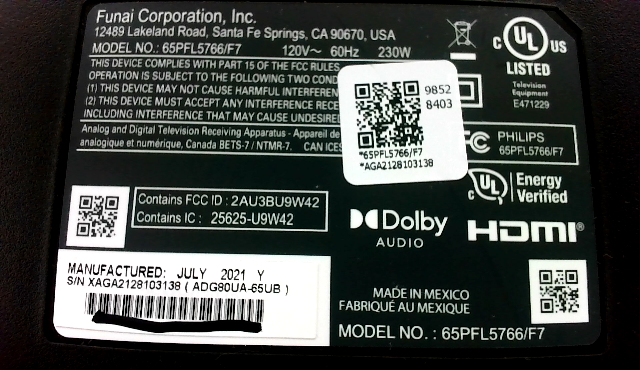 Funai Corporation, Inc.
12489 Lakeland Road, Santa Fe Springs, CA 90670, USA
MODEL NO.: 65PFL5766/F7 120V～ 60Hz 230W
THIS DEVICE COMPLIES WITH PART 15 OF THE FCC RULES
OPERATION IS SUBJECT TO THE FOLLOWING TWO COND
(1) THIS DEVICE MAY NOT CAUSE HARMFUL INTERFEREN
(2) THIS DEVICE MUST ACCEPT ANY INTERFERENCE RECE
INCLUDING INTERFERENCE THAT MAY CAUSE UNDESIRE
Analog and Digital Television Receiving Apparatus - Appareil de
analogique et numérique, Canada BETS-7 / NTMR-7. CAN ICES
9852
8403
*65PFL5766/F7
*AGA2128103138
C UL US
LISTED
Television
Equipment
E471229
FC PHILIPS
65PFL5766/F7
C UL Energy
Verified
Contains FCC ID : 2AU3BU9W42
Contains IC : 25625-U9W42
Dolby
AUDIO
HDMI®
MANUFACTURED: JULY 2021 Y
S/N XAGA2128103138 ( ADG80UA-65UB )
MADE IN MEXICO
FABRIQUÉ AU MEXIQUE
MODEL NO. : 65PFL5766/F7